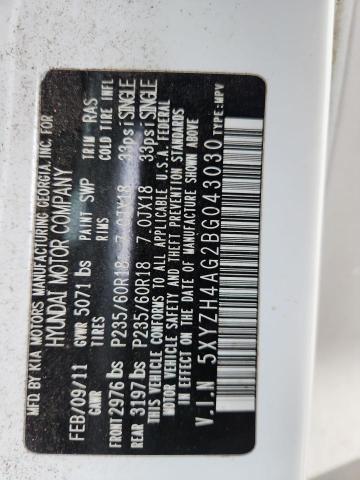 MFD. BY KIA MOTORS MANUFACTURING GEORGIA, INC. FOR
HYUNDAI MOTOR COMPANY
FEB/09/11 GVWR 5071 lbs PAINT SWP TRIM RAS
GAWR TIRES COLD TIRE INFL
FRONT 2976 lbs P235/60R18 7.0JX18 33psi SINGLE
REAR 3197 lbs P235/60R18 7.0JX18 33psi SINGLE
THIS VEHICLE CONFORMS TO ALL APPLICABLE U.S.A. FEDERAL
MOTOR VEHICLE SAFETY AND THEFT PREVENTION STANDARDS
IN EFFECT ON THE DATE OF MANUFACTURE SHOWN ABOVE.
V.I.N 5XYZH4AG2BG043030 TYPE: MPV